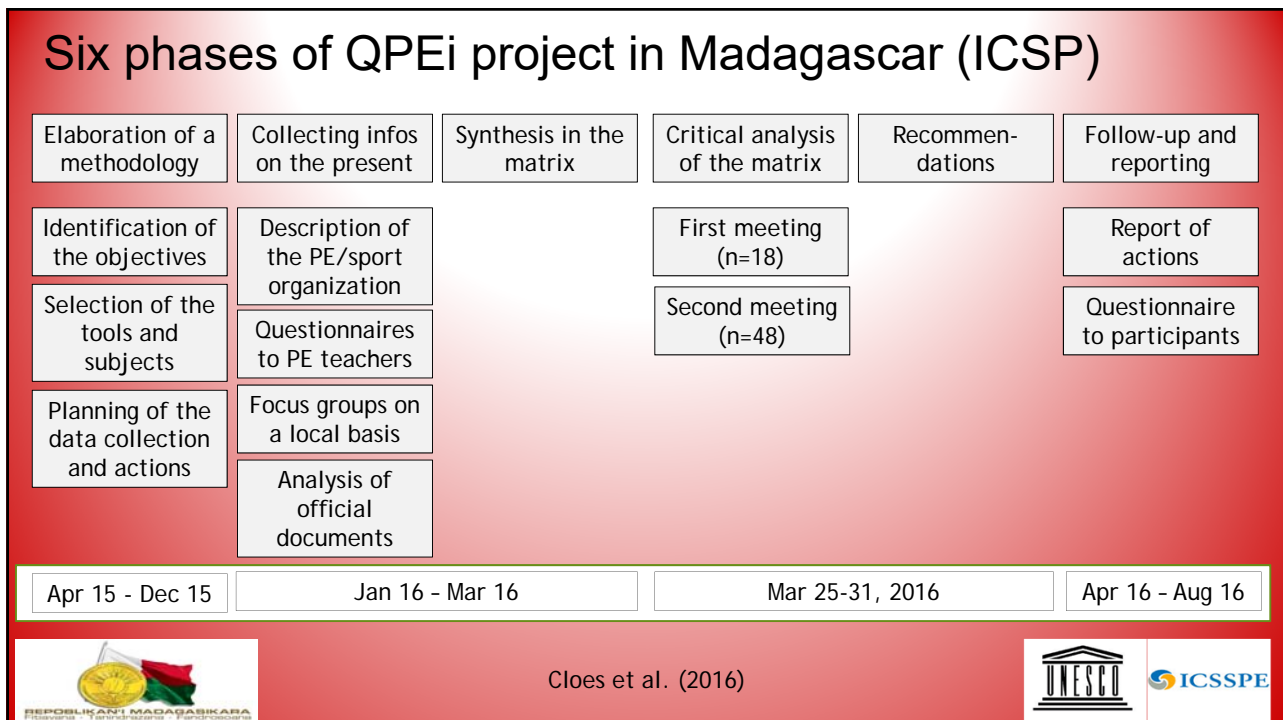 Six phases of QPEi project in Madagascar (ICSP)
Elaboration of a
methodology
Collecting infos
on the present
Synthesis in the
matrix
Critical analysis
of the matrix
Recommen-
dations
Follow-up and
reporting
Identification of
the objectives
Selection of the
tools and
subjects
Planning of the
data collection
and actions
Description of
the PE/sport
organization
Questionnaires
to PE teachers
Focus groups on
a local basis
Analysis of
official
documents
First meeting
(n=18)
Second meeting
(n=48)
Report of
actions
Questionnaire
to participants
Apr 15 - Dec 15
Jan 16 – Mar 16
Mar 25-31, 2016
Apr 16 – Aug 16
REPOBLIKAN'I MADAGASIKARA
Fitiavana - Tanindrazana - Fandrosoana
Cloes et al. (2016)
UNESCO
ICSSPE